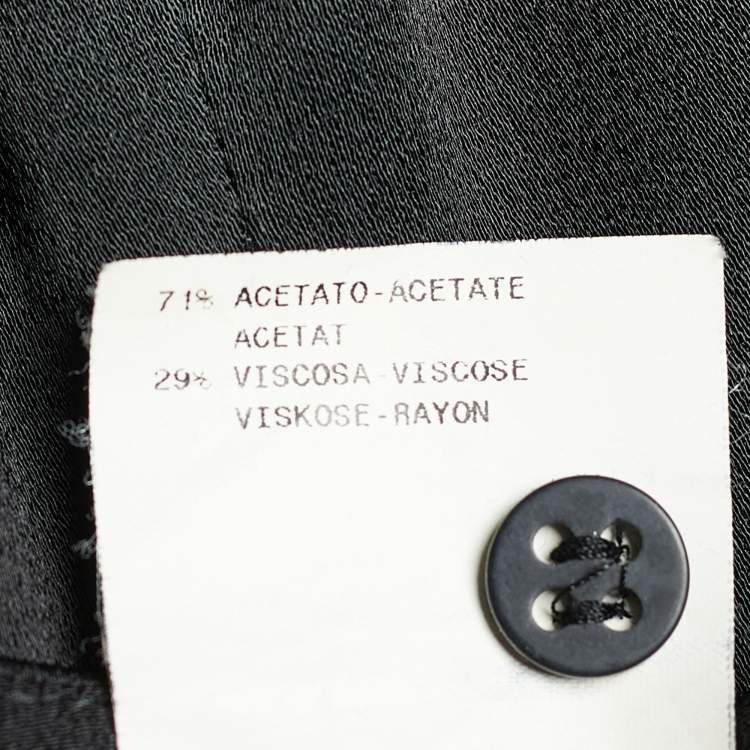 71% ACETATO-ACETATE
ACETAT
29% VISCOSA-VISCOSE
VISKOSE-RAYON